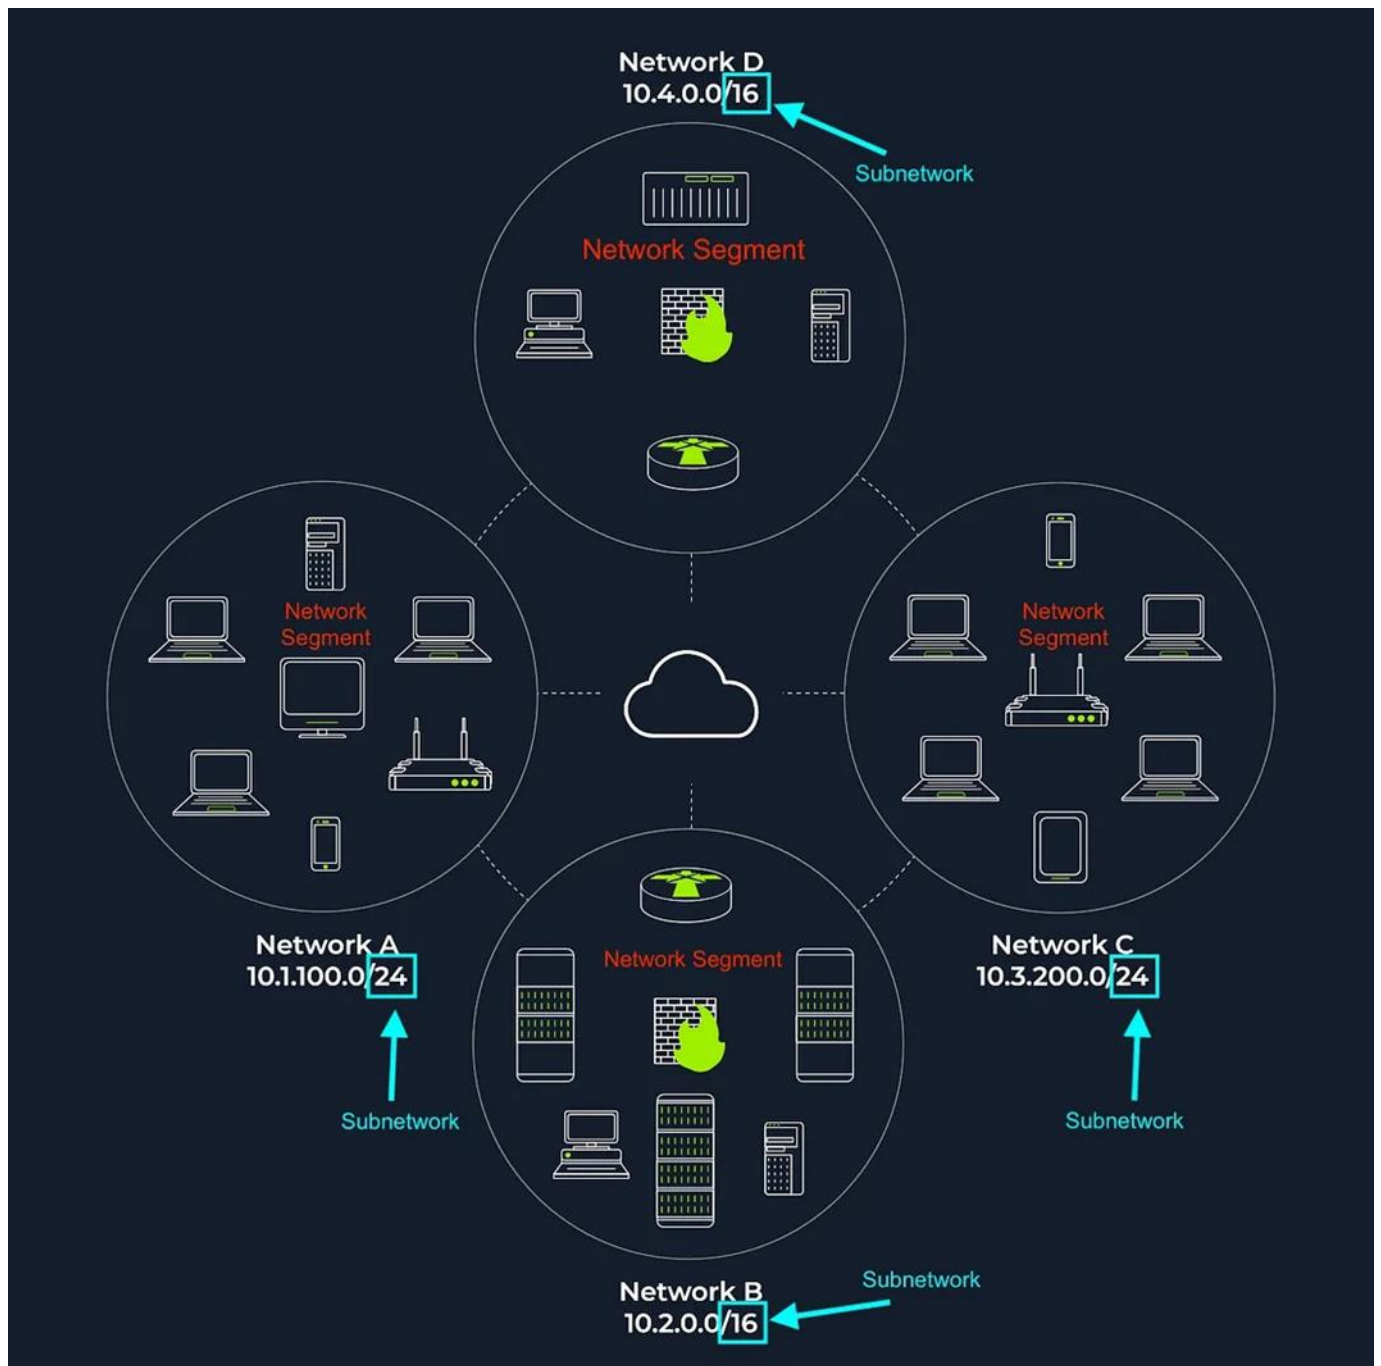 Network D
10.4.0.0/16
Subnetwork
Network Segment
Network
Segment
Network
Segment
Network A
10.1.100.0/24
Subnetwork
Network C
10.3.200.0/24
Subnetwork
Network Segment
Network B
10.2.0.0/16
Subnetwork